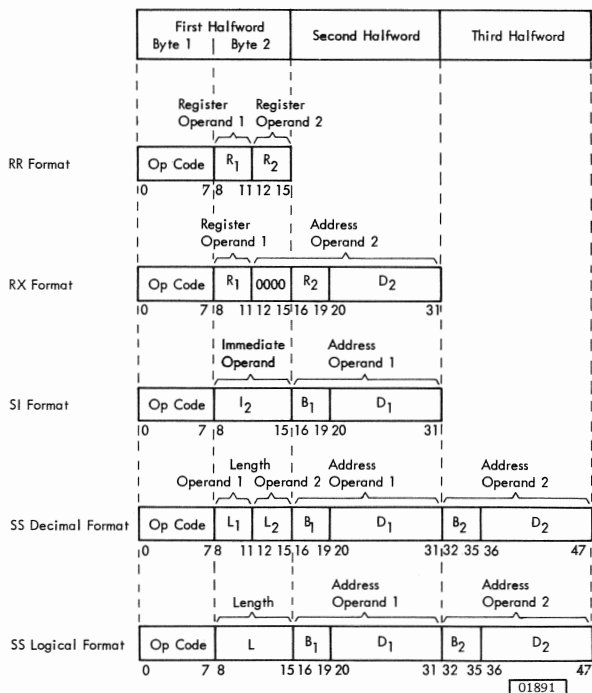 First Halfword
Byte 1 Byte 2 Second Halfword Third Halfword
Register Register
Operand 1 Operand 2
RR Format Op Code R1 R2
0 7 8 11 12 15
Register Address
Operand 1 Operand 2
RX Format Op Code R1 0000 R2 D2
0 7 8 11 12 15 16 19 20 31
Immediate Address
Operand Operand 1
SI Format Op Code I2 B1 D1
0 7 8 15 16 19 20 31
Length Address Address
Operand 1 Operand 2 Operand 1 Operand 2
SS Decimal Format Op Code L1 L2 B1 D1 B2 D2
0 7 8 11 12 15 16 19 20 31 32 35 36 47
Address Address
Length Operand 1 Operand 2
SS Logical Format Op Code L B1 D1 B2 D2
0 7 8 15 16 19 20 31 32 35 36 47
01891